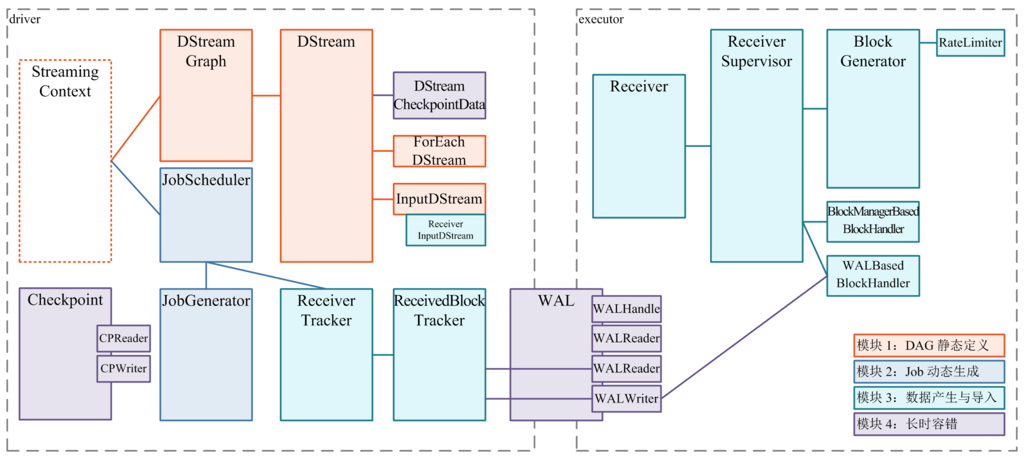 driver
Streaming
Context
DStream
Graph
DStream
DStream
CheckpointData
ForEach
DStream
InputDStream
Receiver
InputDStream
JobScheduler
Checkpoint
CPReader
CPWriter
JobGenerator
Receiver
Tracker
ReceivedBlock
Tracker
WAL
WALHandle
WALReader
WALReader
WALWriter
executor
Receiver
Receiver
Supervisor
Block
Generator
RateLimiter
BlockManagerBased
BlockHandler
WALBased
BlockHandler
模块 1：DAG 静态定义
模块 2：Job 动态生成
模块 3：数据产生与导入
模块 4：长时容错